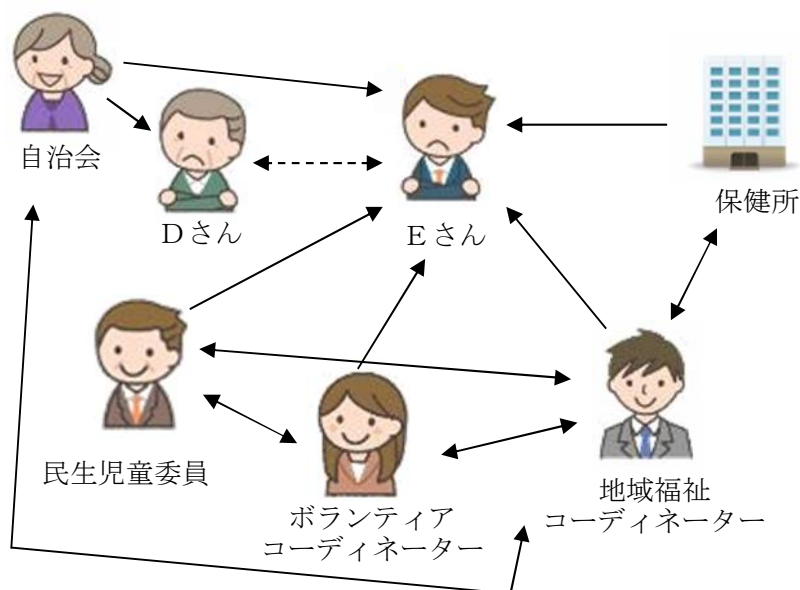 自治会
Dさん
Eさん
保健所
民生児童委員
ボランティア
コーディネーター
地域福祉
コーディネーター